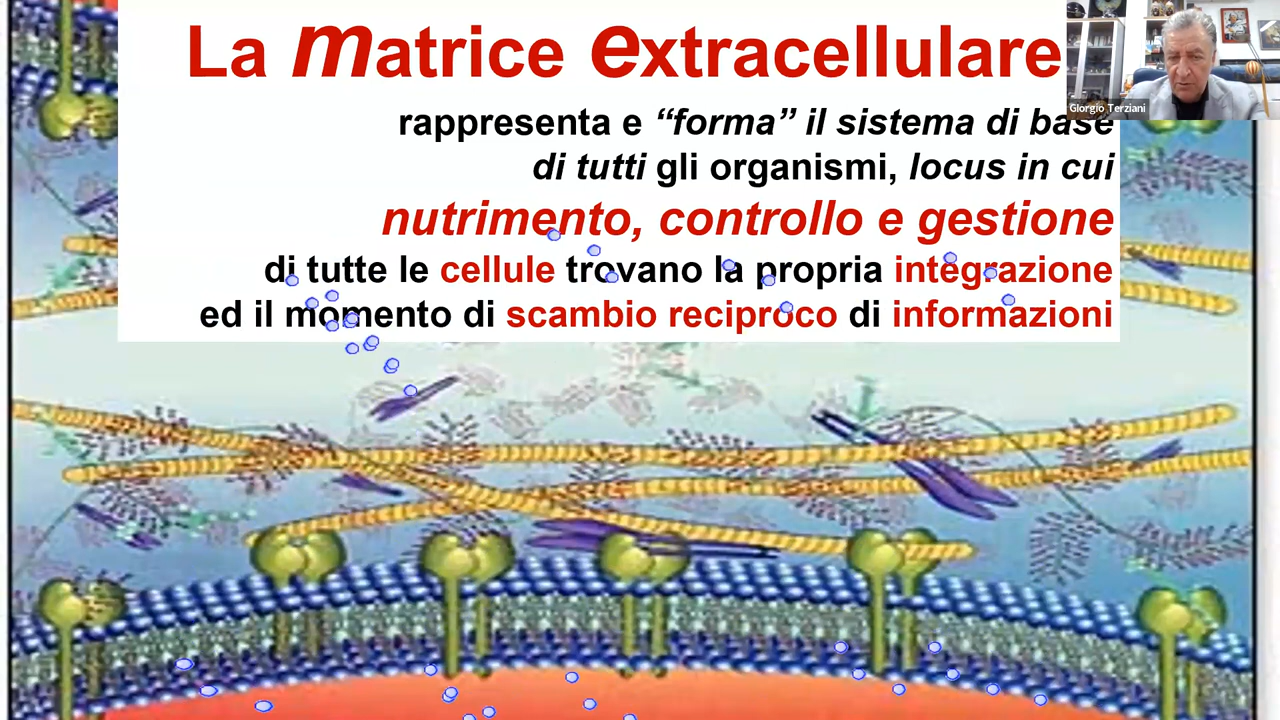 La matrice extracellulare
Giorgio Terziani
rappresenta e “forma” il sistema di base
di tutti gli organismi, locus in cui
nutrimento, controllo e gestione
di tutte le cellule trovano la propria integrazione
ed il momento di scambio reciproco di informazioni